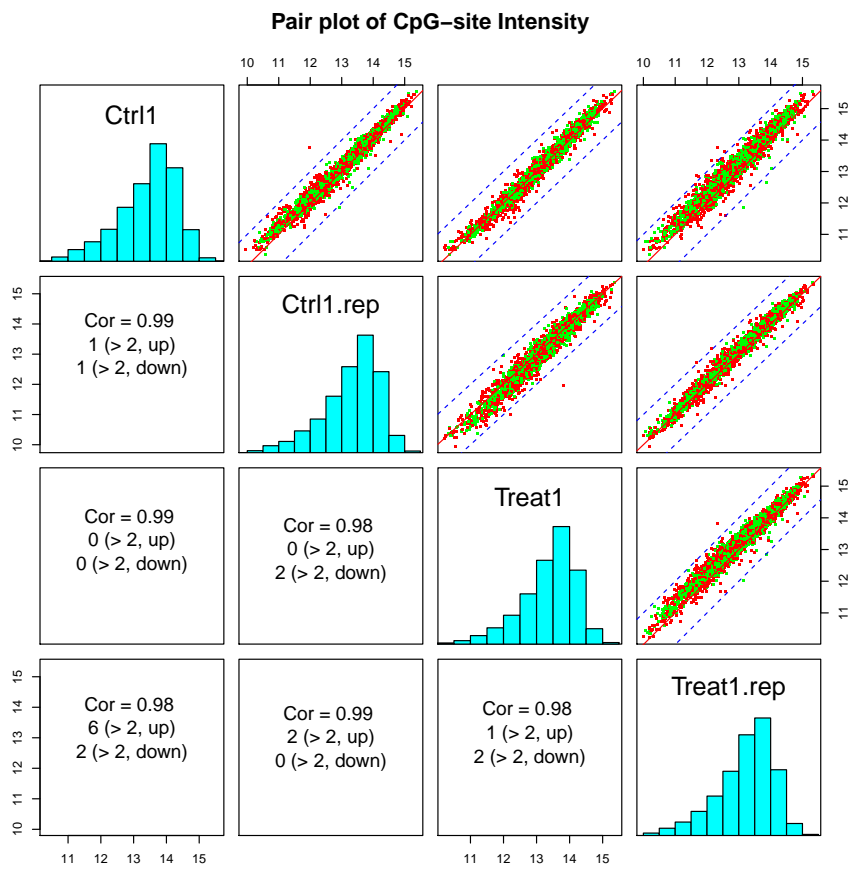 Pair plot of CpG−site Intensity
10 11 12 13 14 15
10 11 12 13 14 15
Ctrl1
11 12 13 14 15
10 11 12 13 14 15
Cor = 0.99
1 (> 2, up)
1 (> 2, down)
Ctrl1.rep
Cor = 0.99
0 (> 2, up)
0 (> 2, down)
Cor = 0.98
0 (> 2, up)
2 (> 2, down)
Treat1
11 12 13 14 15
10 11 12 13 14 15
Cor = 0.98
6 (> 2, up)
2 (> 2, down)
Cor = 0.99
2 (> 2, up)
0 (> 2, down)
Cor = 0.98
1 (> 2, up)
2 (> 2, down)
Treat1.rep
11 12 13 14 15
11 12 13 14 15